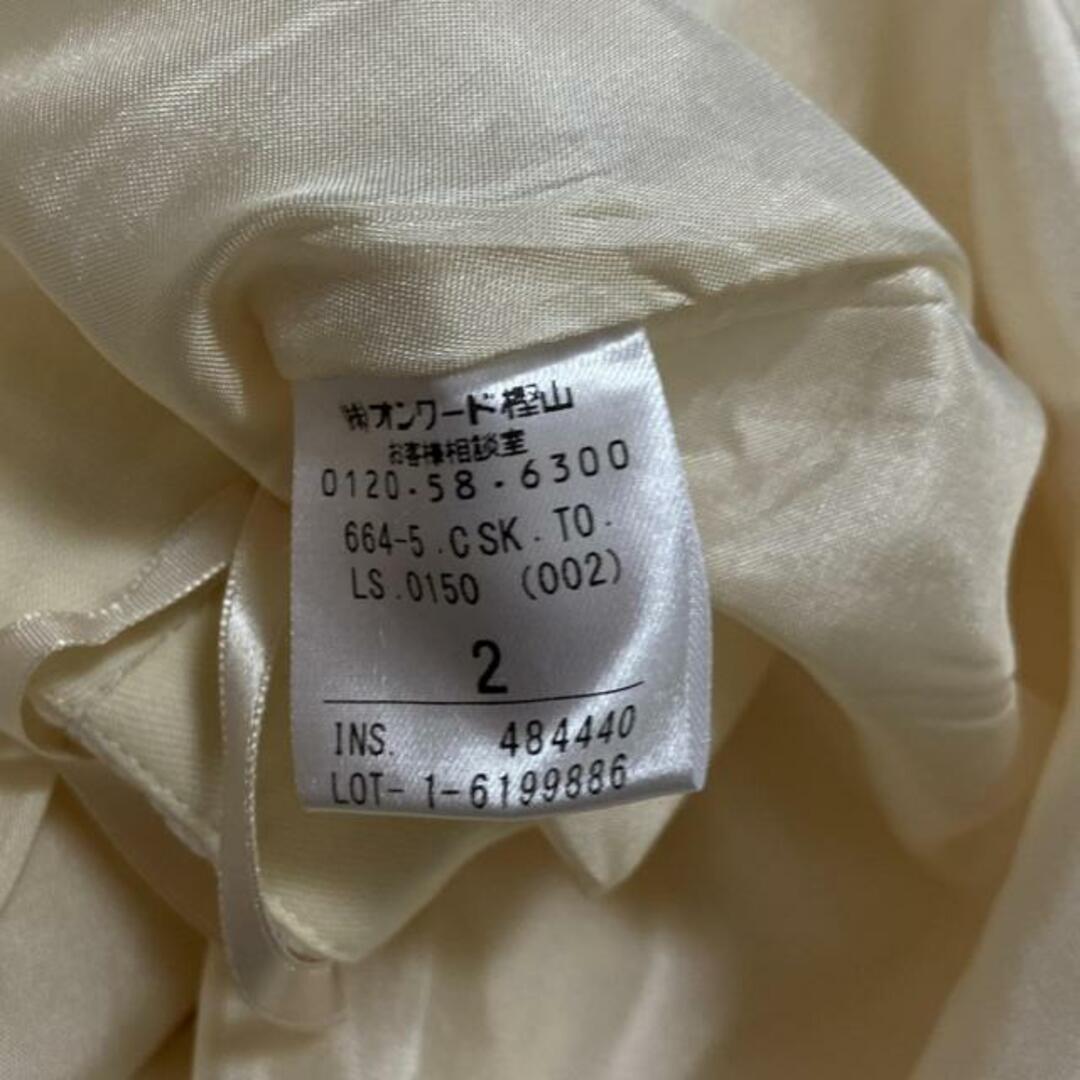 ㈱オンワード樫山
お客様相談室
0120-58-6300
664-5.CSK.TO.
LS.0150 (002)
2
INS. 484440
LOT- 1-6199886